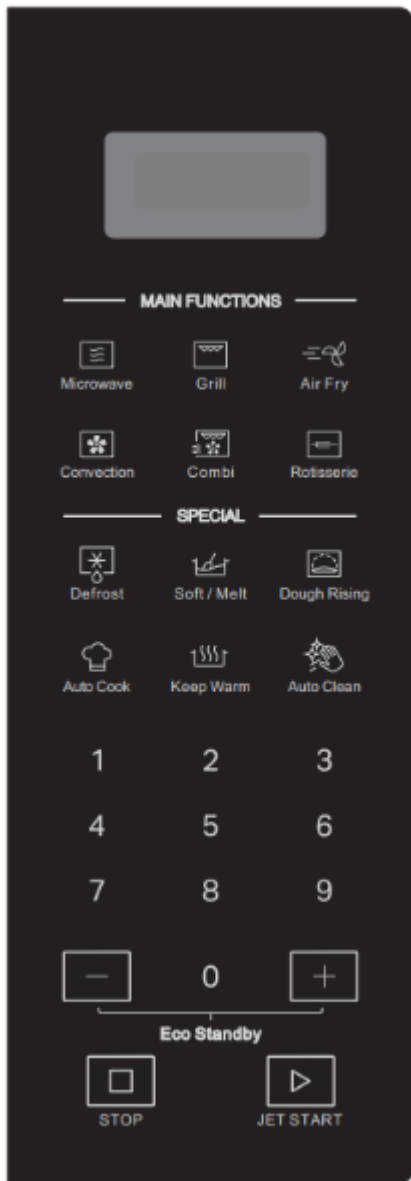 MAIN FUNCTIONS
Microwave Grill Air Fry
Convection Combi Rotisserie
SPECIAL
Defrost Soft / Melt Dough Rising
Auto Cook Keep Warm Auto Clean
1 2 3
4 5 6
7 8 9
− 0 +
Eco Standby
STOP JET START